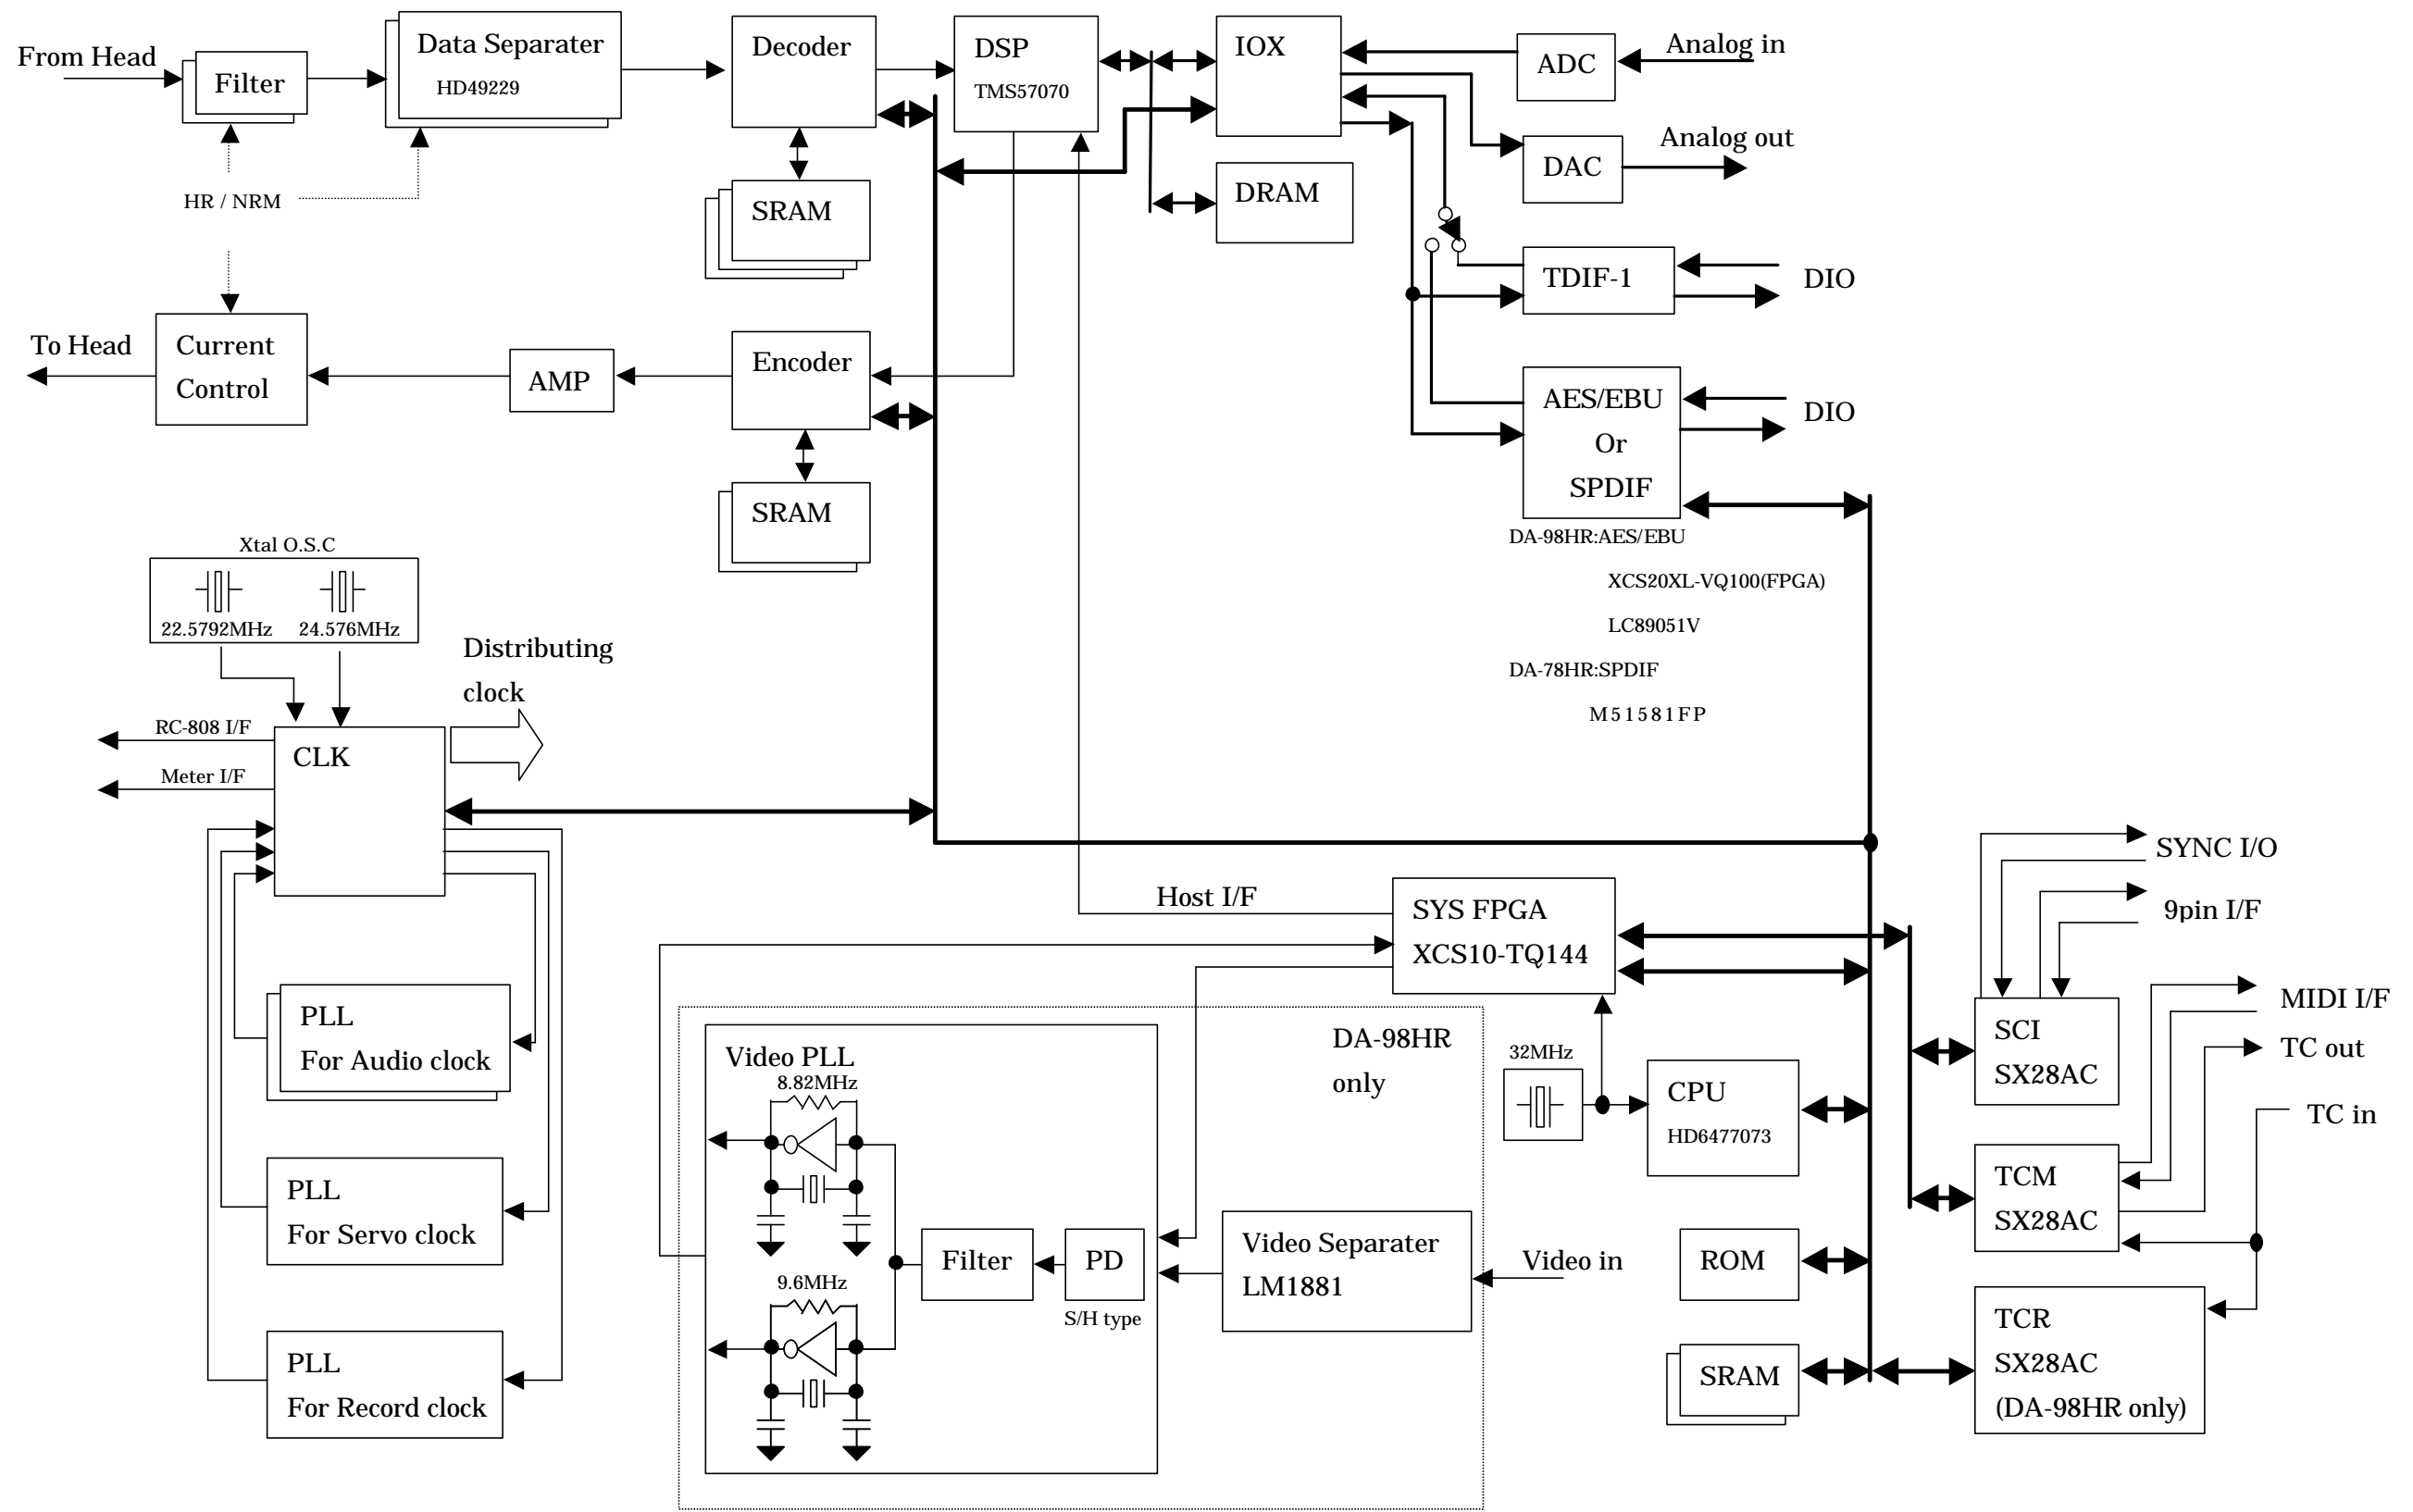 From Head
Filter
Data Separater
HD49229
Decoder
DSP
TMS57070
IOX
ADC
Analog in
DAC
Analog out
HR / NRM
SRAM
DRAM
TDIF-1
DIO
To Head
Current
Control
AMP
Encoder
AES/EBU
Or
SPDIF
DIO
SRAM
DA-98HR:AES/EBU
XCS20XL-VQ100(FPGA)
LC89051V
DA-78HR:SPDIF
M51581FP
Xtal O.S.C
22.5792MHz
24.576MHz
Distributing
clock
RC-808 I/F
Meter I/F
CLK
PLL
For Audio clock
PLL
For Servo clock
PLL
For Record clock
Host I/F
SYS FPGA
XCS10-TQ144
SYNC I/O
9pin I/F
MIDI I/F
TC out
TC in
SCI
SX28AC
TCM
SX28AC
TCR
SX28AC
(DA-98HR only)
DA-98HR
only
Video PLL
8.82MHz
9.6MHz
Filter
PD
S/H type
Video Separater
LM1881
Video in
32MHz
CPU
HD6477073
ROM
SRAM